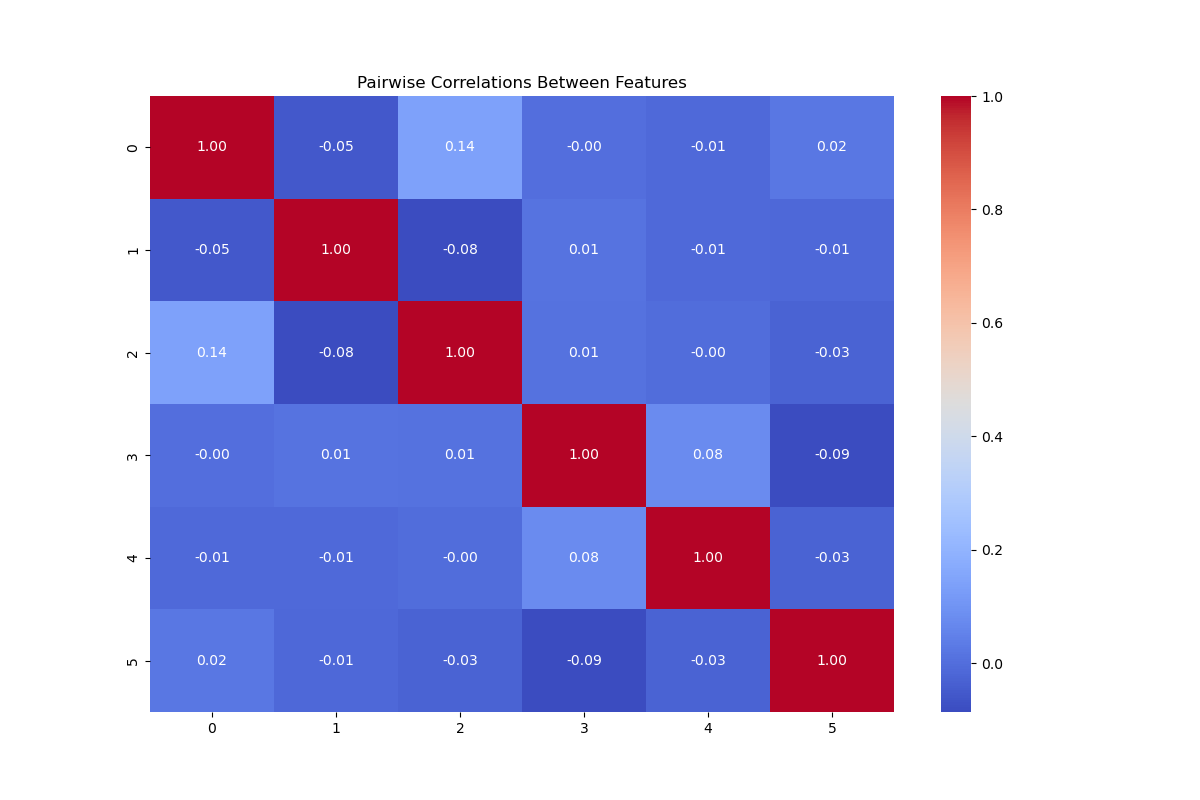 Pairwise Correlations Between Features
0 1.00 -0.05 0.14 -0.00 -0.01 0.02
1 -0.05 1.00 -0.08 0.01 -0.01 -0.01
2 0.14 -0.08 1.00 0.01 -0.00 -0.03
3 -0.00 0.01 0.01 1.00 0.08 -0.09
4 -0.01 -0.01 -0.00 0.08 1.00 -0.03
5 0.02 -0.01 -0.03 -0.09 -0.03 1.00
0 1 2 3 4 5
1.0
0.8
0.6
0.4
0.2
0.0